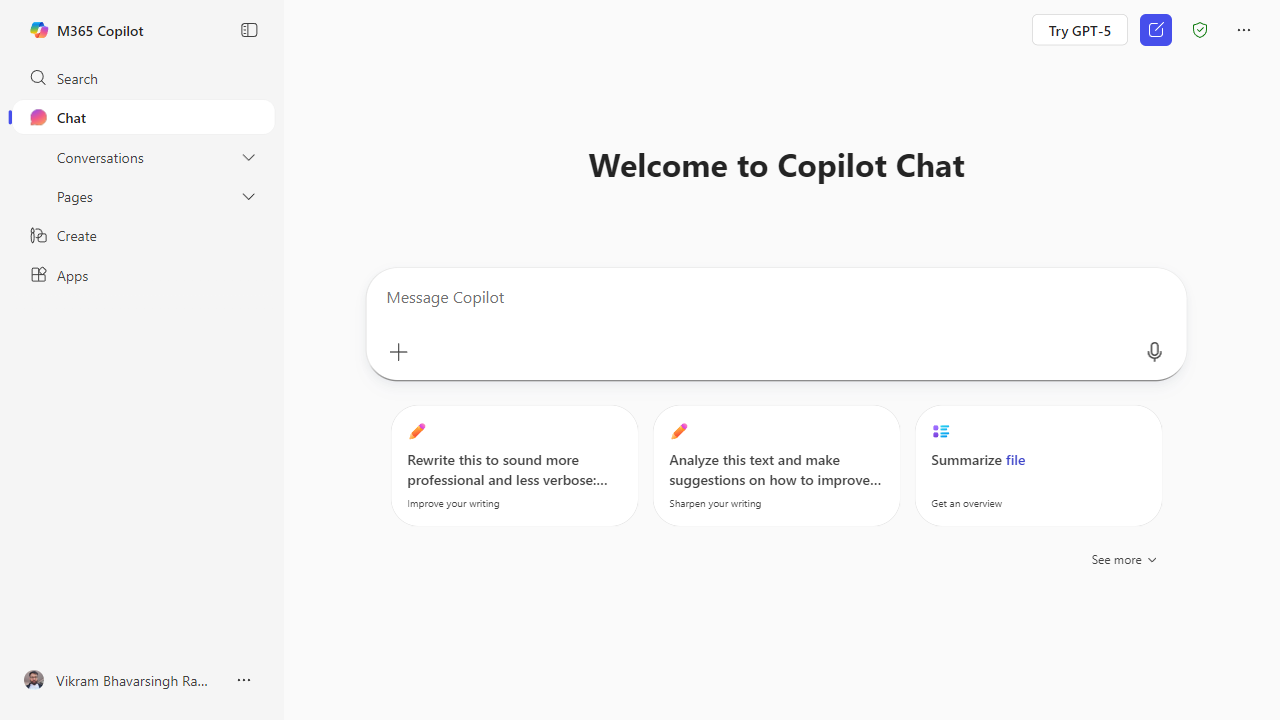 M365 Copilot
Try GPT-5
Search
Chat
Conversations
Pages
Create
Apps
Welcome to Copilot Chat
Message Copilot
Rewrite this to sound more
professional and less verbose:...
Improve your writing
Analyze this text and make
suggestions on how to improve...
Sharpen your writing
Summarize file
Get an overview
See more
Vikram Bhavarsingh Ra...